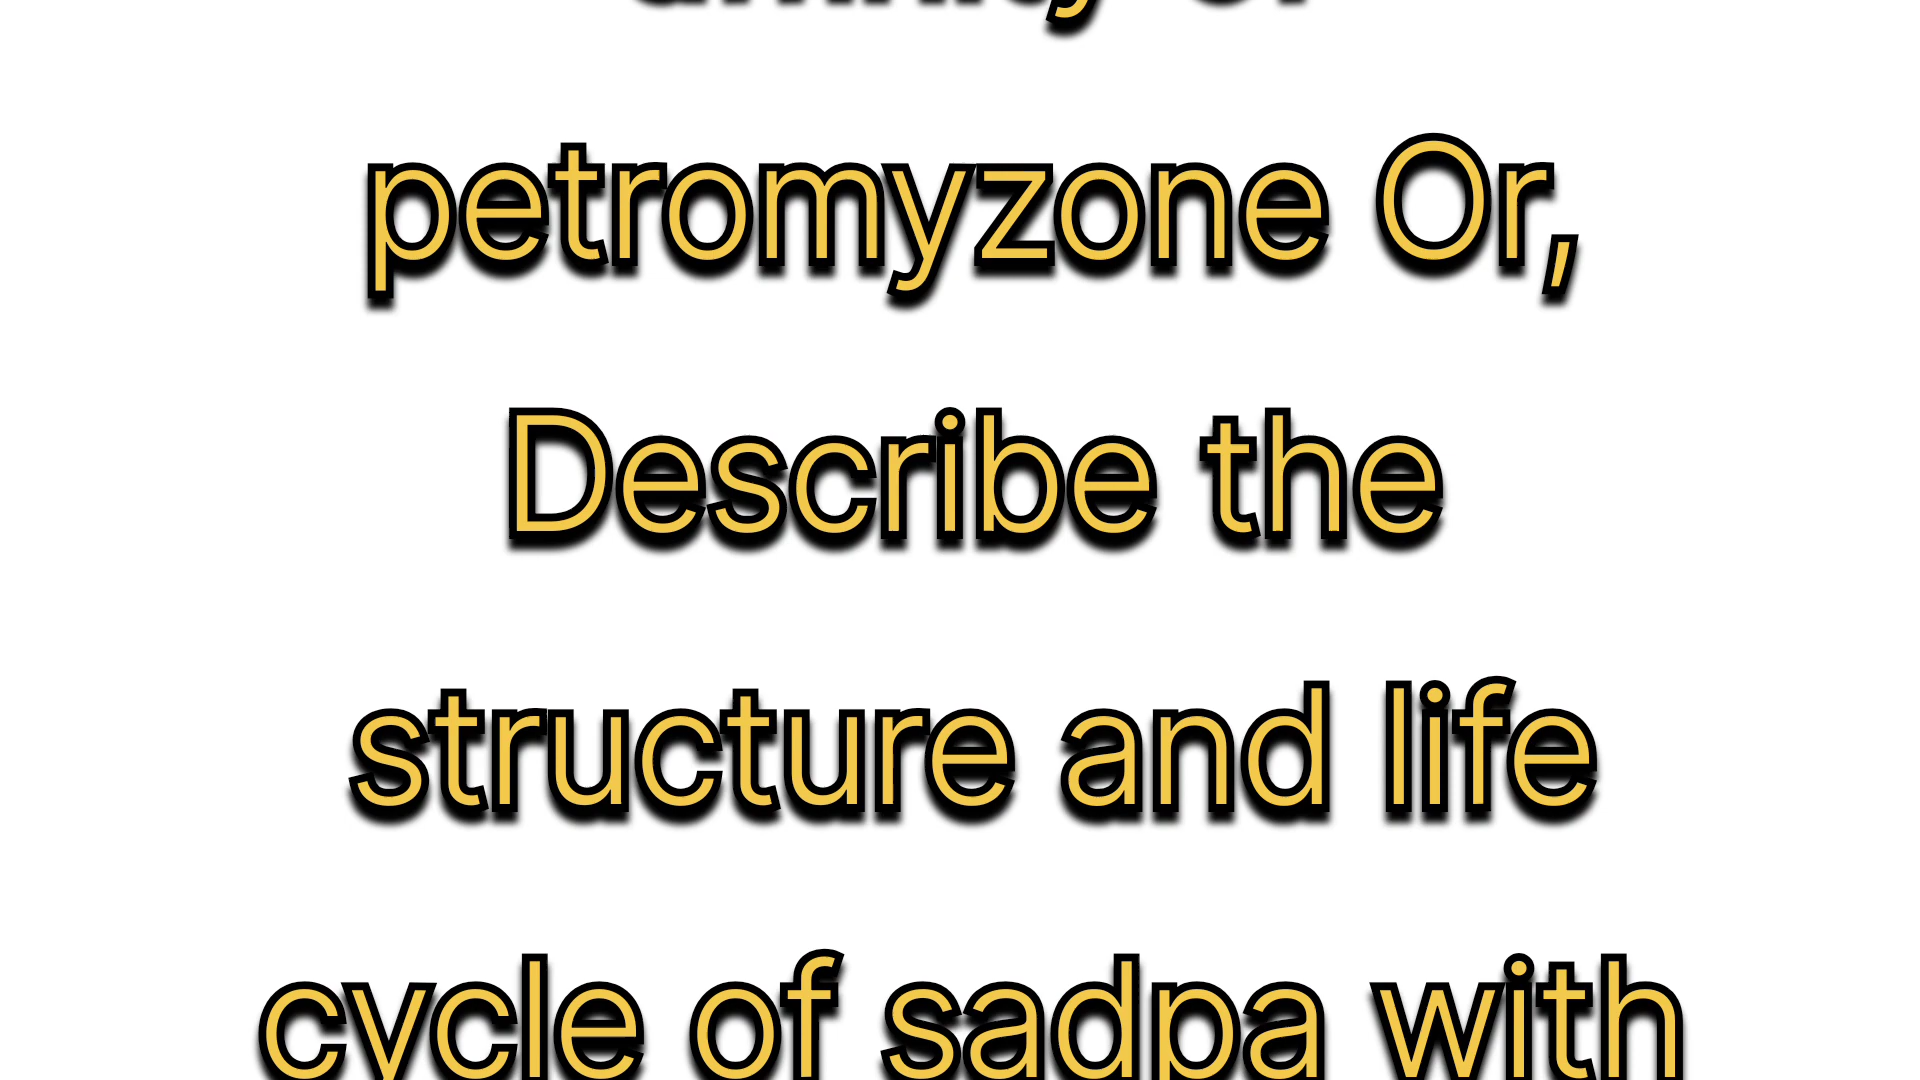 petromyzone Or,
Describe the
structure and life
cycle of sadpa with